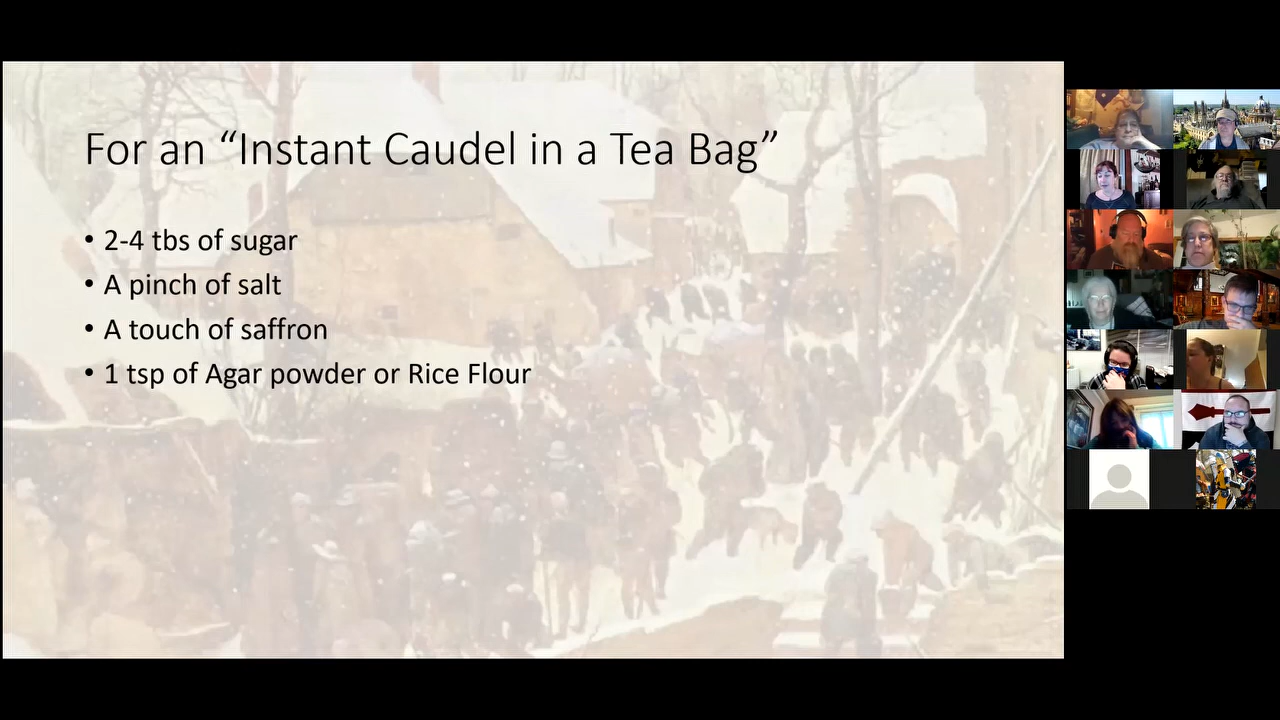 For an “Instant Caudel in a Tea Bag”
• 2-4 tbs of sugar
• A pinch of salt
• A touch of saffron
• 1 tsp of Agar powder or Rice Flour